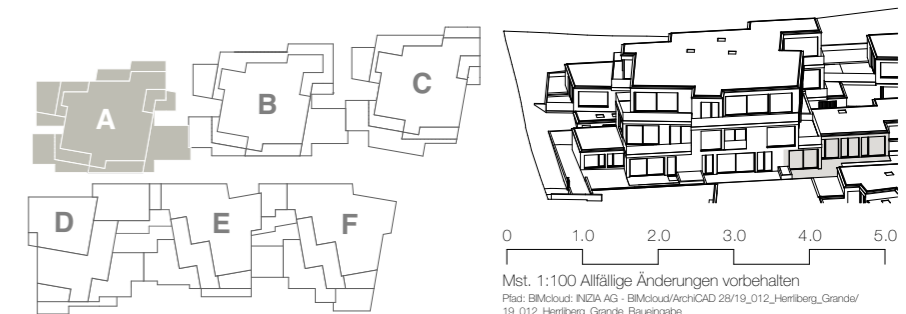 A
B
C
D
E
F
0 1.0 2.0 3.0 4.0 5.0
Mst. 1:100 Allfällige Änderungen vorbehalten
Pfad: BIMcloud: INIZIA AG - BIMcloud/ArchiCAD 28/19_012_Herrliberg_Grande/
19_012_Herrliberg_Grande_Baueingabe